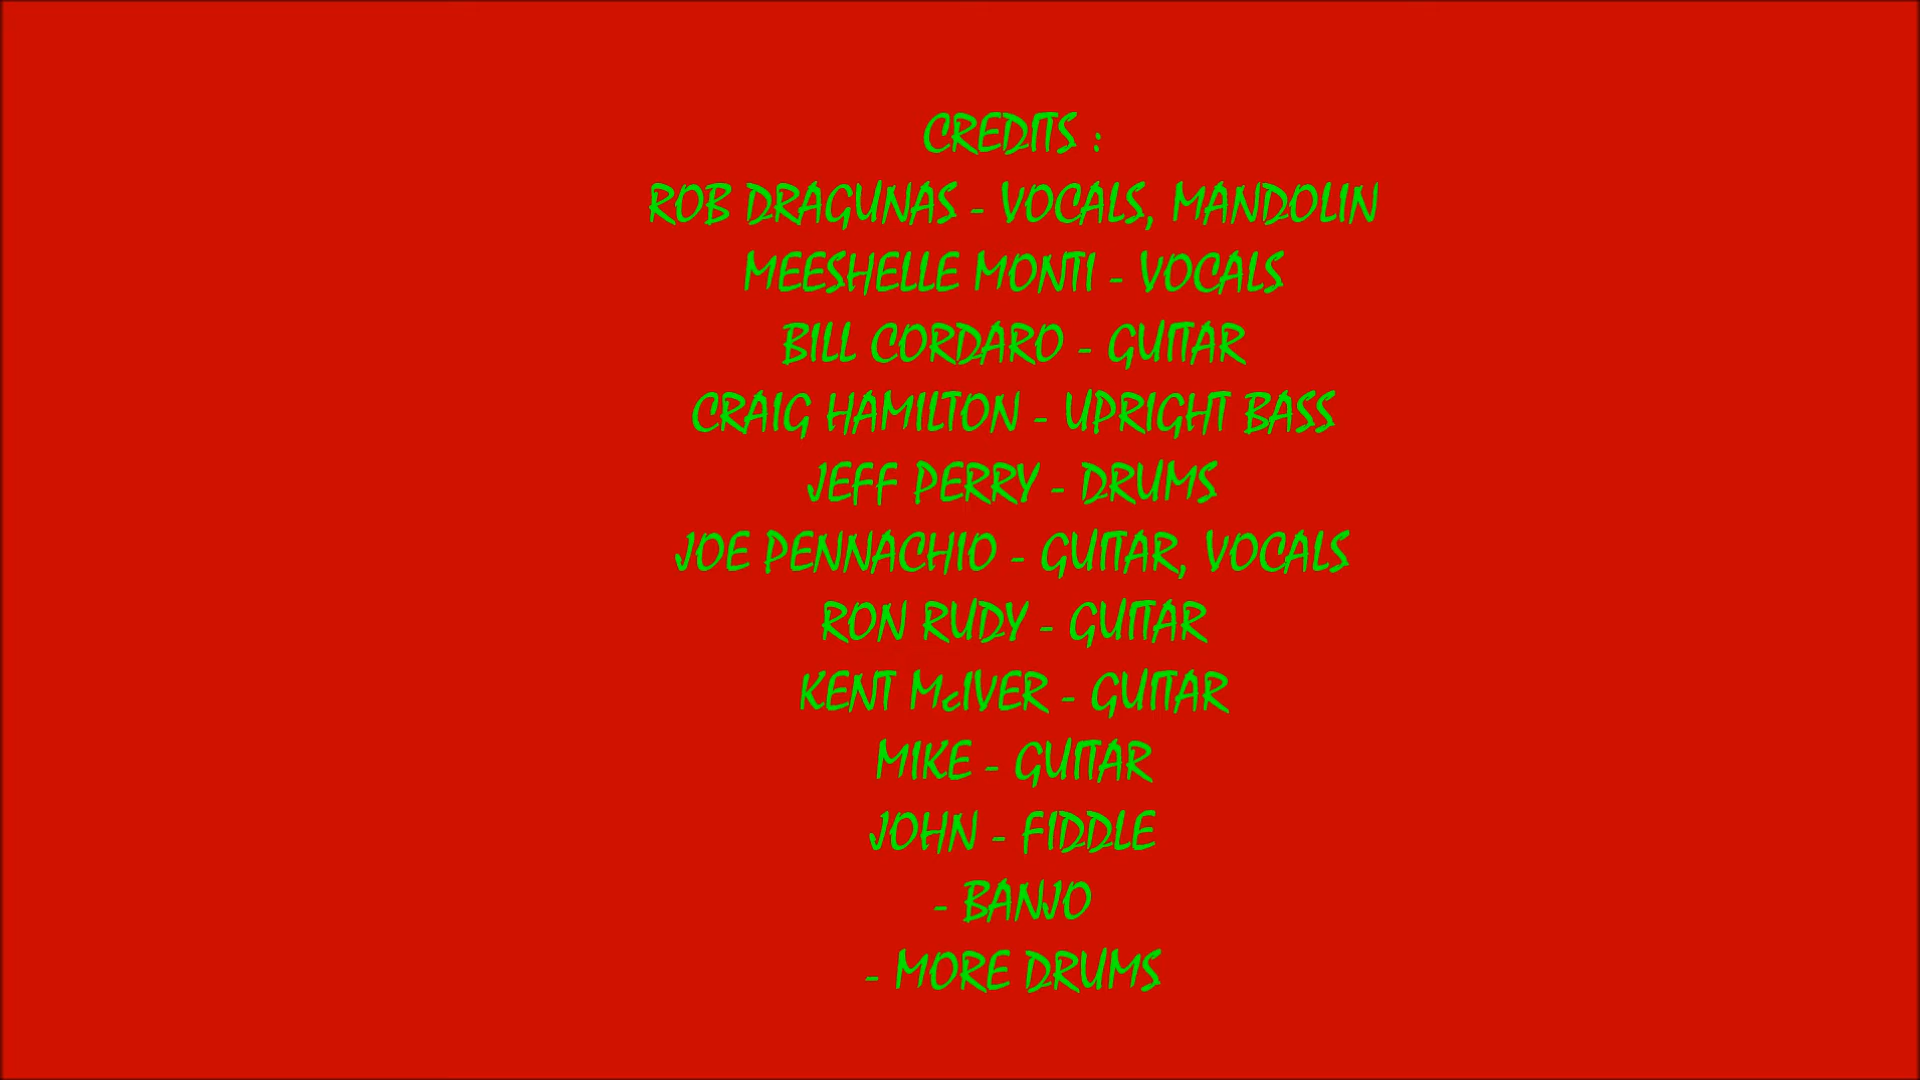 CREDITS :
ROB DRAGUNAS - VOCALS, MANDOLIN
MEESHELLE MONTI - VOCALS
BILL CORDARO - GUITAR
CRAIG HAMILTON - UPRIGHT BASS
JEFF PERRY - DRUMS
JOE PENNACHIO - GUITAR, VOCALS
RON RUDY - GUITAR
KENT McIVER - GUITAR
MIKE - GUITAR
JOHN - FIDDLE
- BANJO
- MORE DRUMS